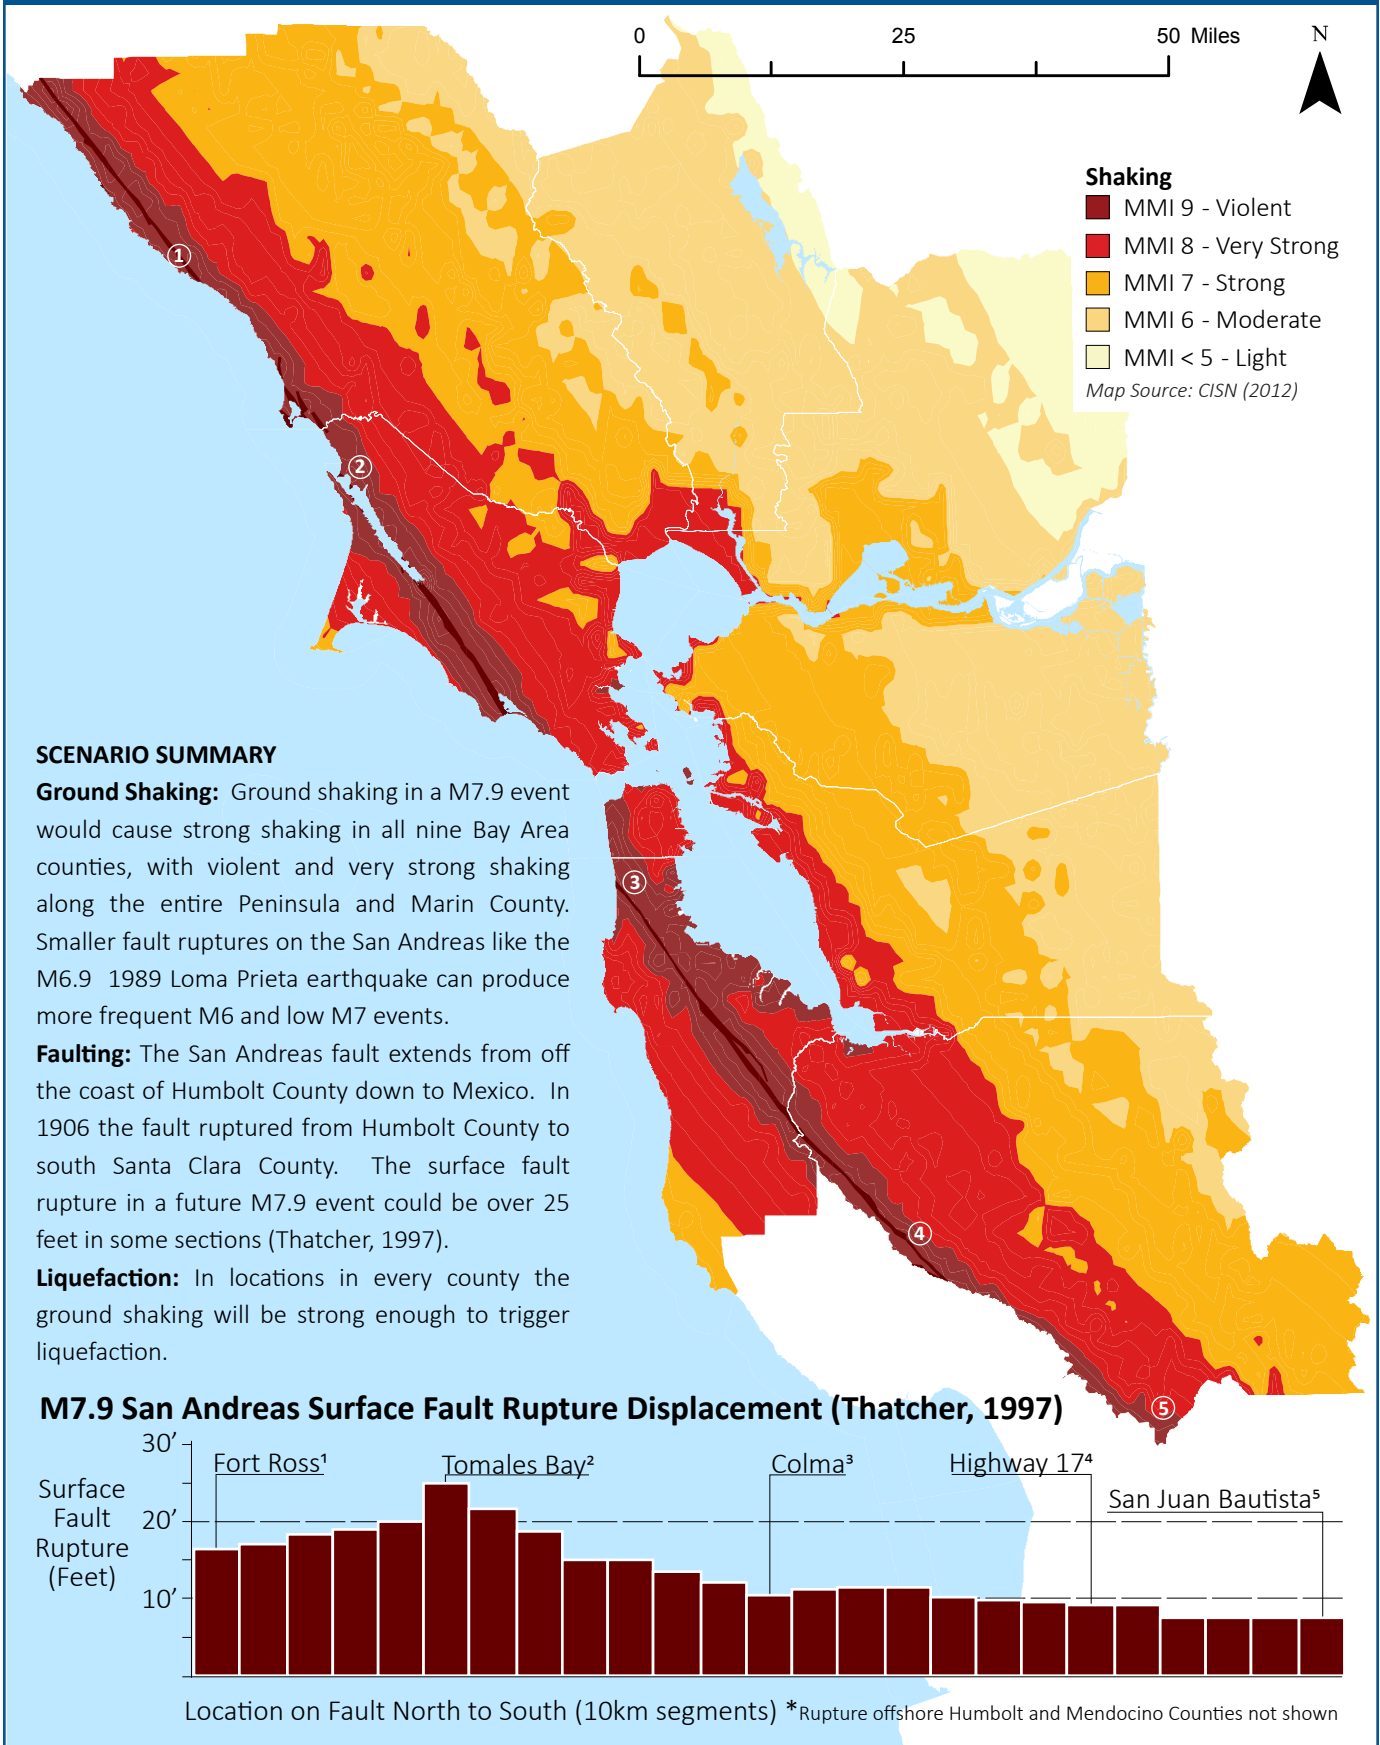 0 25 50 Miles
N
Shaking
MMI 9 - Violent
MMI 8 - Very Strong
MMI 7 - Strong
MMI 6 - Moderate
MMI < 5 - Light
Map Source: CISN (2012)
1
2
3
4
5
SCENARIO SUMMARY
Ground Shaking: Ground shaking in a M7.9 event
would cause strong shaking in all nine Bay Area
counties, with violent and very strong shaking
along the entire Peninsula and Marin County.
Smaller fault ruptures on the San Andreas like the
M6.9 1989 Loma Prieta earthquake can produce
more frequent M6 and low M7 events.
Faulting: The San Andreas fault extends from off
the coast of Humbolt County down to Mexico. In
1906 the fault ruptured from Humbolt County to
south Santa Clara County. The surface fault
rupture in a future M7.9 event could be over 25
feet in some sections (Thatcher, 1997).
Liquefaction: In locations in every county the
ground shaking will be strong enough to trigger
liquefaction.
M7.9 San Andreas Surface Fault Rupture Displacement (Thatcher, 1997)
30’
20’
10’
Surface
Fault
Rupture
(Feet)
Fort Ross¹
Tomales Bay²
Colma³
Highway 17⁴
San Juan Bautista⁵
Location on Fault North to South (10km segments) *Rupture offshore Humbolt and Mendocino Counties not shown